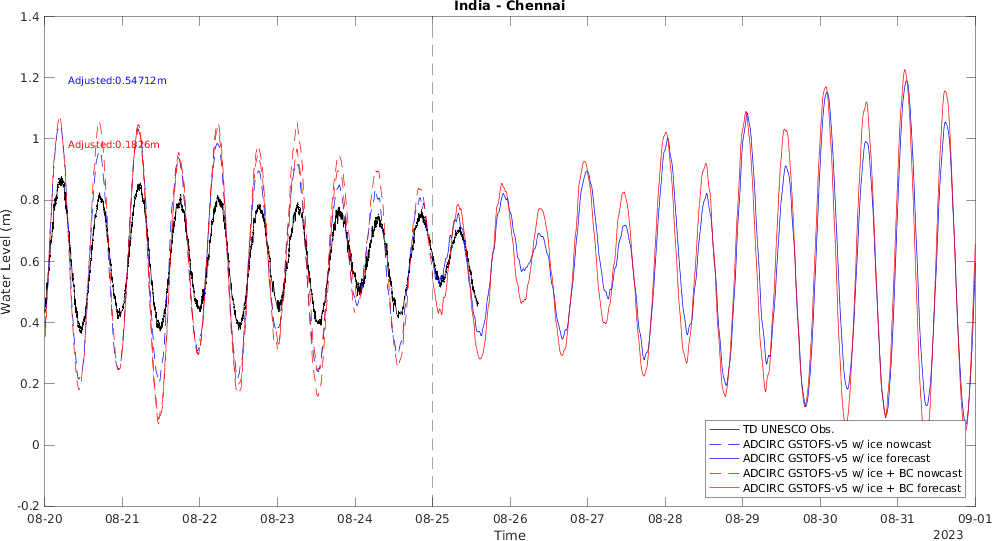 India - Chennai
1.4
1.2
1
0.8
0.6
0.4
0.2
0
-0.2
Water Level (m)
Adjusted:0.54712m
Adjusted:0.1826m
TD UNESCO Obs.
ADCIRC GSTOFS-v5 w/ ice nowcast
ADCIRC GSTOFS-v5 w/ ice forecast
ADCIRC GSTOFS-v5 w/ ice + BC nowcast
ADCIRC GSTOFS-v5 w/ ice + BC forecast
08-20 08-21 08-22 08-23 08-24 08-25 08-26 08-27 08-28 08-29 08-30 08-31 09-01
Time
2023